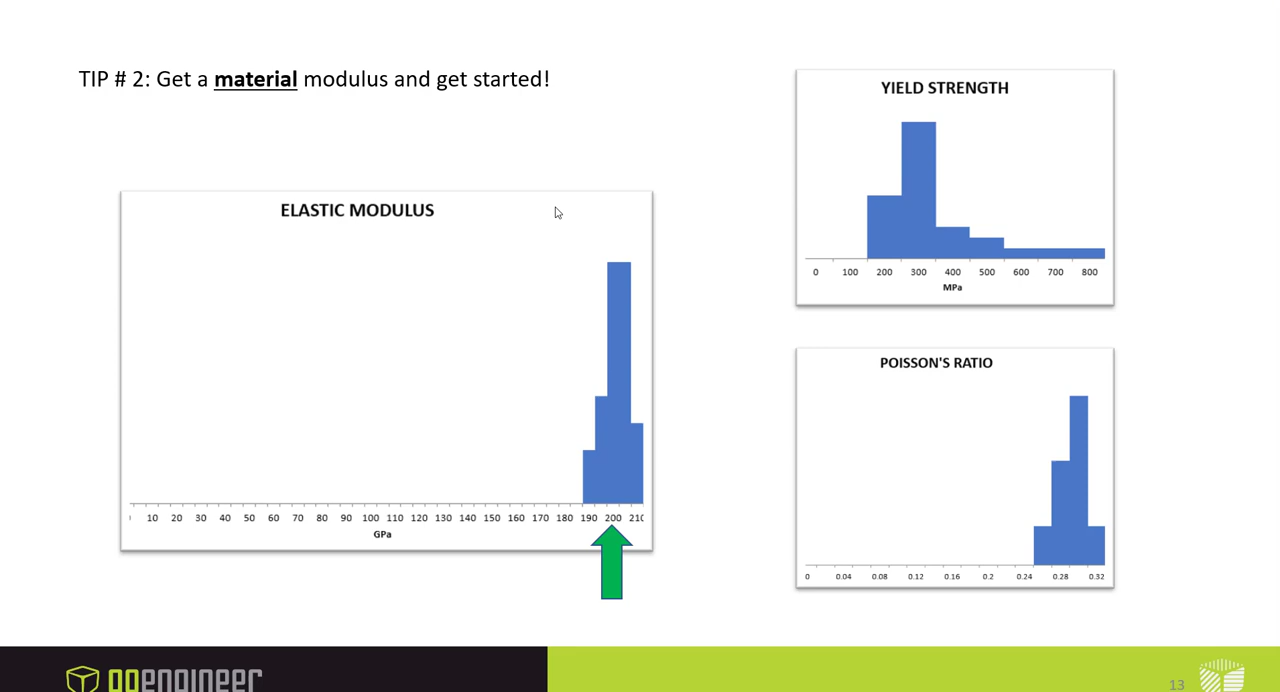 TIP # 2: Get a material modulus and get started!
ELASTIC MODULUS
10 20 30 40 50 60 70 80 90 100 110 120 130 140 150 160 170 180 190 200 210
GPa
YIELD STRENGTH
0 100 200 300 400 500 600 700 800
MPa
POISSON'S RATIO
0 0.04 0.08 0.12 0.16 0.2 0.24 0.28 0.32
goengineer
13